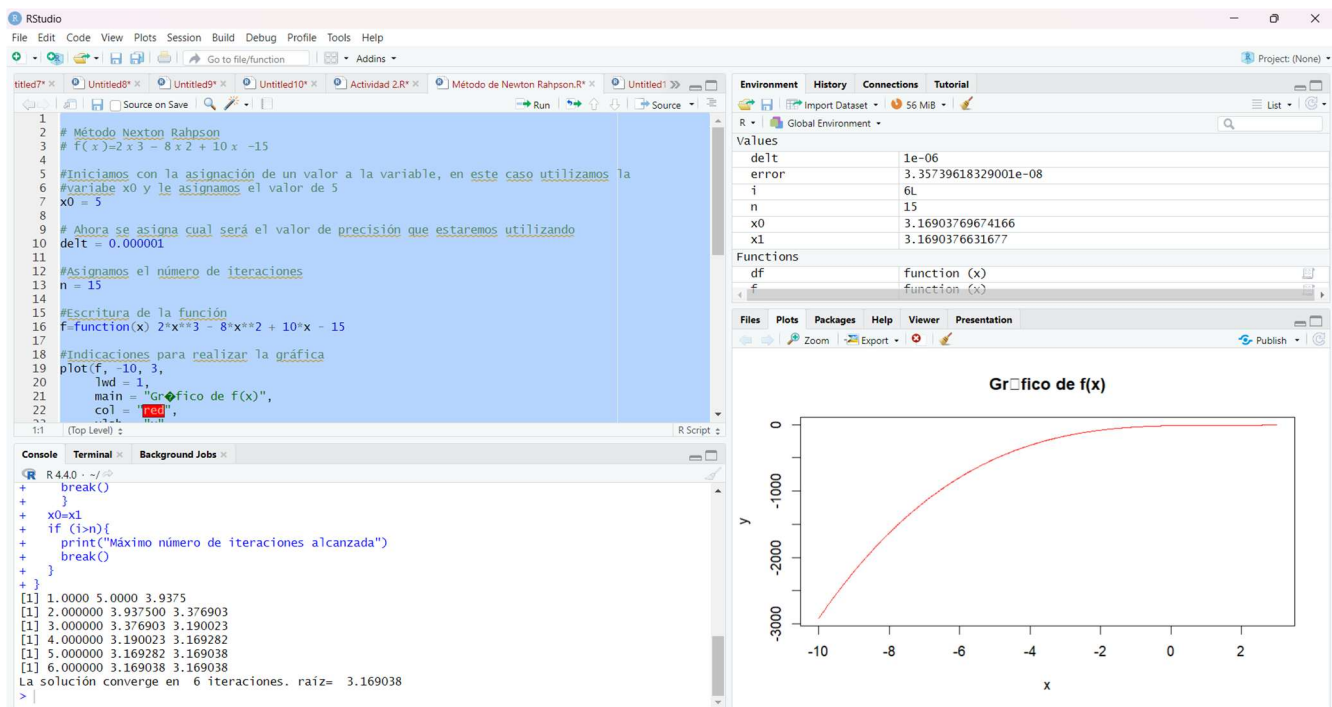 RStudio
File Edit Code View Plots Session Build Debug Profile Tools Help
Go to file/function Addins Project: (None)
titled7* Untitled8* Untitled9* Untitled10* Actividad 2.R* Método de Newton Rahpson.R* Untitled1
Source on Save Run Source
1
2 # Método Nexton Rahpson
3 # f( x )=2 x 3 − 8 x 2 + 10 x −15
4
5 #Iniciamos con la asignación de un valor a la variable, en este caso utilizamos la
6 #variabe x0 y le asignamos el valor de 5
7 x0 = 5
8
9 # Ahora se asigna cual será el valor de precisión que estaremos utilizando
10 delt = 0.000001
11
12 #Asignamos el número de iteraciones
13 n = 15
14
15 #Escritura de la función
16 f=function(x) 2*x**3 - 8*x**2 + 10*x - 15
17
18 #Indicaciones para realizar la gráfica
19 plot(f, -10, 3,
20 lwd = 1,
21 main = "Gr�fico de f(x)",
22 col = "red",
1:1 (Top Level) R Script
Console Terminal Background Jobs
R 4.4.0 · ~/
+ break()
+ }
+ x0=x1
+ if (i>n){
+ print("Máximo número de iteraciones alcanzada")
+ break()
+ }
+ }
[1] 1.0000 5.0000 3.9375
[1] 2.000000 3.937500 3.376903
[1] 3.000000 3.376903 3.190023
[1] 4.000000 3.190023 3.169282
[1] 5.000000 3.169282 3.169038
[1] 6.000000 3.169038 3.169038
La solución converge en 6 iteraciones. raíz= 3.169038
>
Environment History Connections Tutorial
Import Dataset 56 MiB List
R Global Environment
Values
delt 1e-06
error 3.35739618329001e-08
i 6L
n 15
x0 3.16903769674166
x1 3.1690376631677
Functions
df function (x)
f function (x)
Files Plots Packages Help Viewer Presentation
Zoom Export Publish
Gr□fico de f(x)
0
-1000
-2000
-3000
y
-10 -8 -6 -4 -2 0 2
x